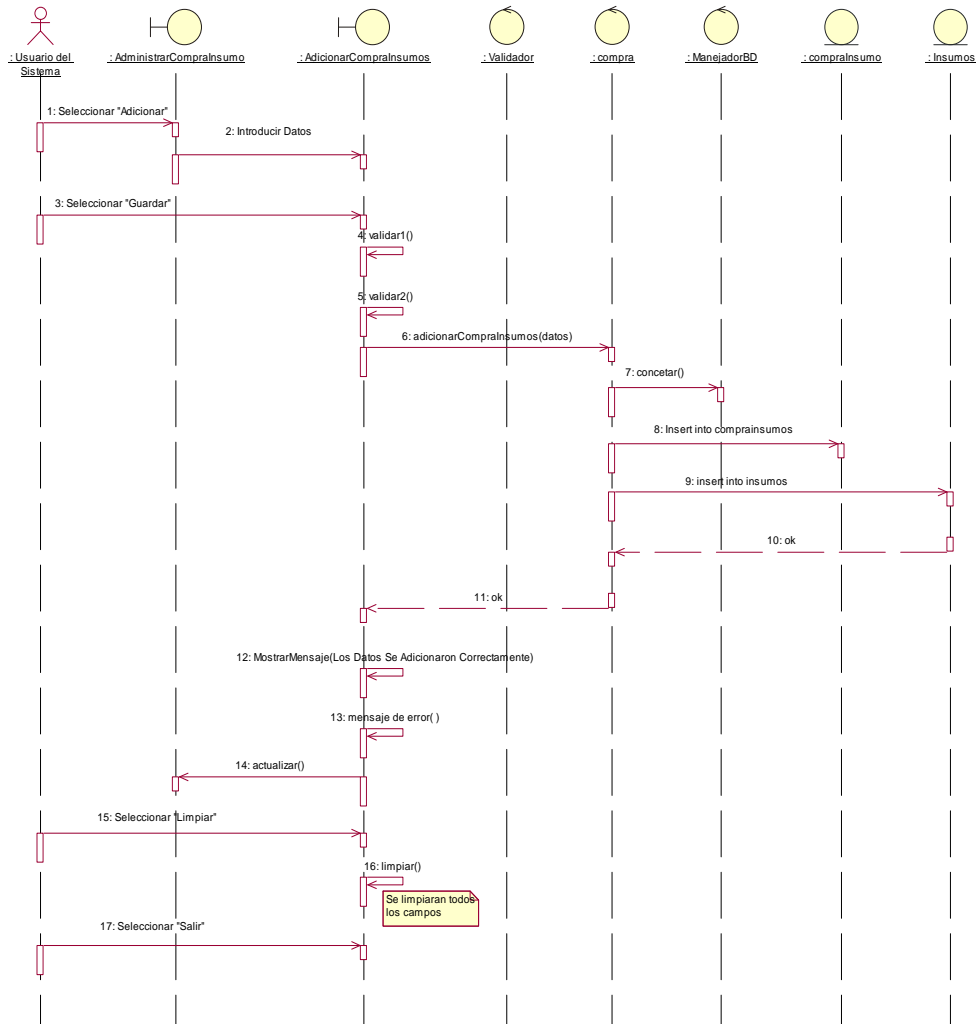 : Usuario del
Sistema
: AdministrarCompraInsumo
: AdicionarCompraInsumos
: Validador
: compra
: ManejadorBD
: compraInsumo
: Insumos
1: Seleccionar "Adicionar"
2: Introducir Datos
3: Seleccionar "Guardar"
4: validar1()
5: validar2()
6: adicionarCompraInsumos(datos)
7: concetar()
8: Insert into comprainsumos
9: insert into insumos
10: ok
11: ok
12: MostrarMensaje(Los Datos Se Adicionaron Correctamente)
13: mensaje de error( )
14: actualizar()
15: Seleccionar "Limpiar"
16: limpiar()
Se limpiaran todos
los campos
17: Seleccionar "Salir"